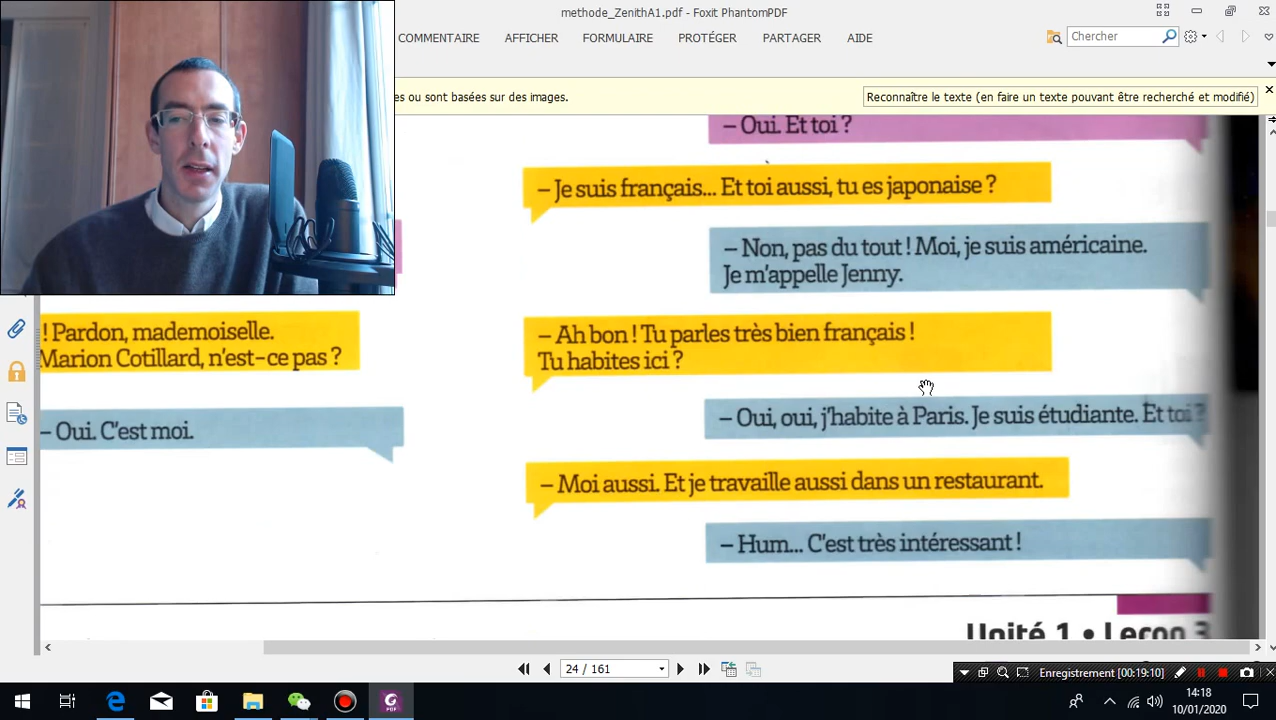 methode_ZenithA1.pdf - Foxit PhantomPDF
COMMENTAIRE AFFICHER FORMULAIRE PROTÉGER PARTAGER AIDE
Chercher
es ou sont basées sur des images.
Reconnaître le texte (en faire un texte pouvant être recherché et modifié)
– Oui. Et toi ?
– Je suis français... Et toi aussi, tu es japonaise ?
– Non, pas du tout ! Moi, je suis américaine.
Je m'appelle Jenny.
! Pardon, mademoiselle.
Marion Cotillard, n'est-ce pas ?
– Oui. C'est moi.
– Ah bon ! Tu parles très bien français !
Tu habites ici ?
– Oui, oui, j'habite à Paris. Je suis étudiante. Et toi ?
– Moi aussi. Et je travaille aussi dans un restaurant.
– Hum... C'est très intéressant !
Unité 1 • Leçon 3
24 / 161
Enregistrement (00:19:10)
14:18
10/01/2020